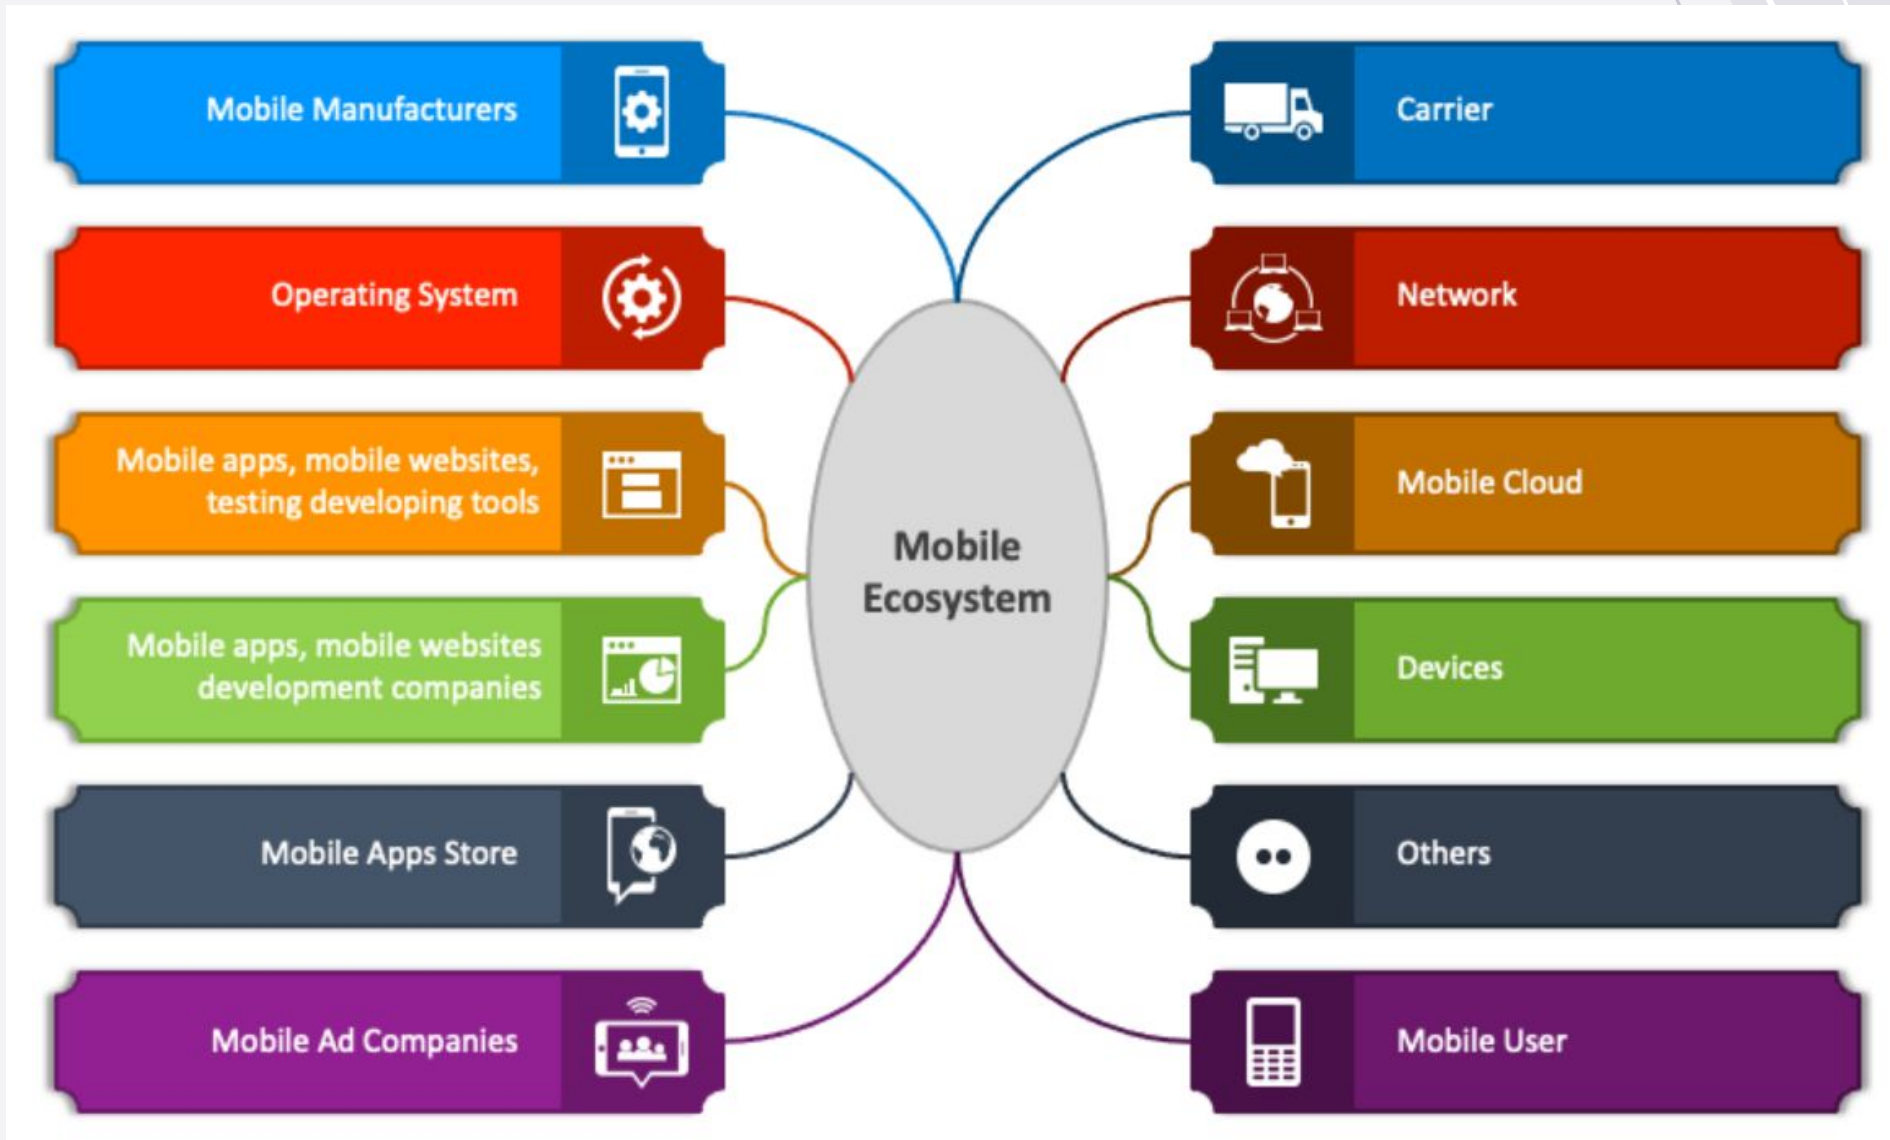 Mobile Manufacturers
Operating System
Mobile apps, mobile websites,
testing developing tools
Mobile apps, mobile websites
development companies
Mobile Apps Store
Mobile Ad Companies
Mobile
Ecosystem
Carrier
Network
Mobile Cloud
Devices
Others
Mobile User